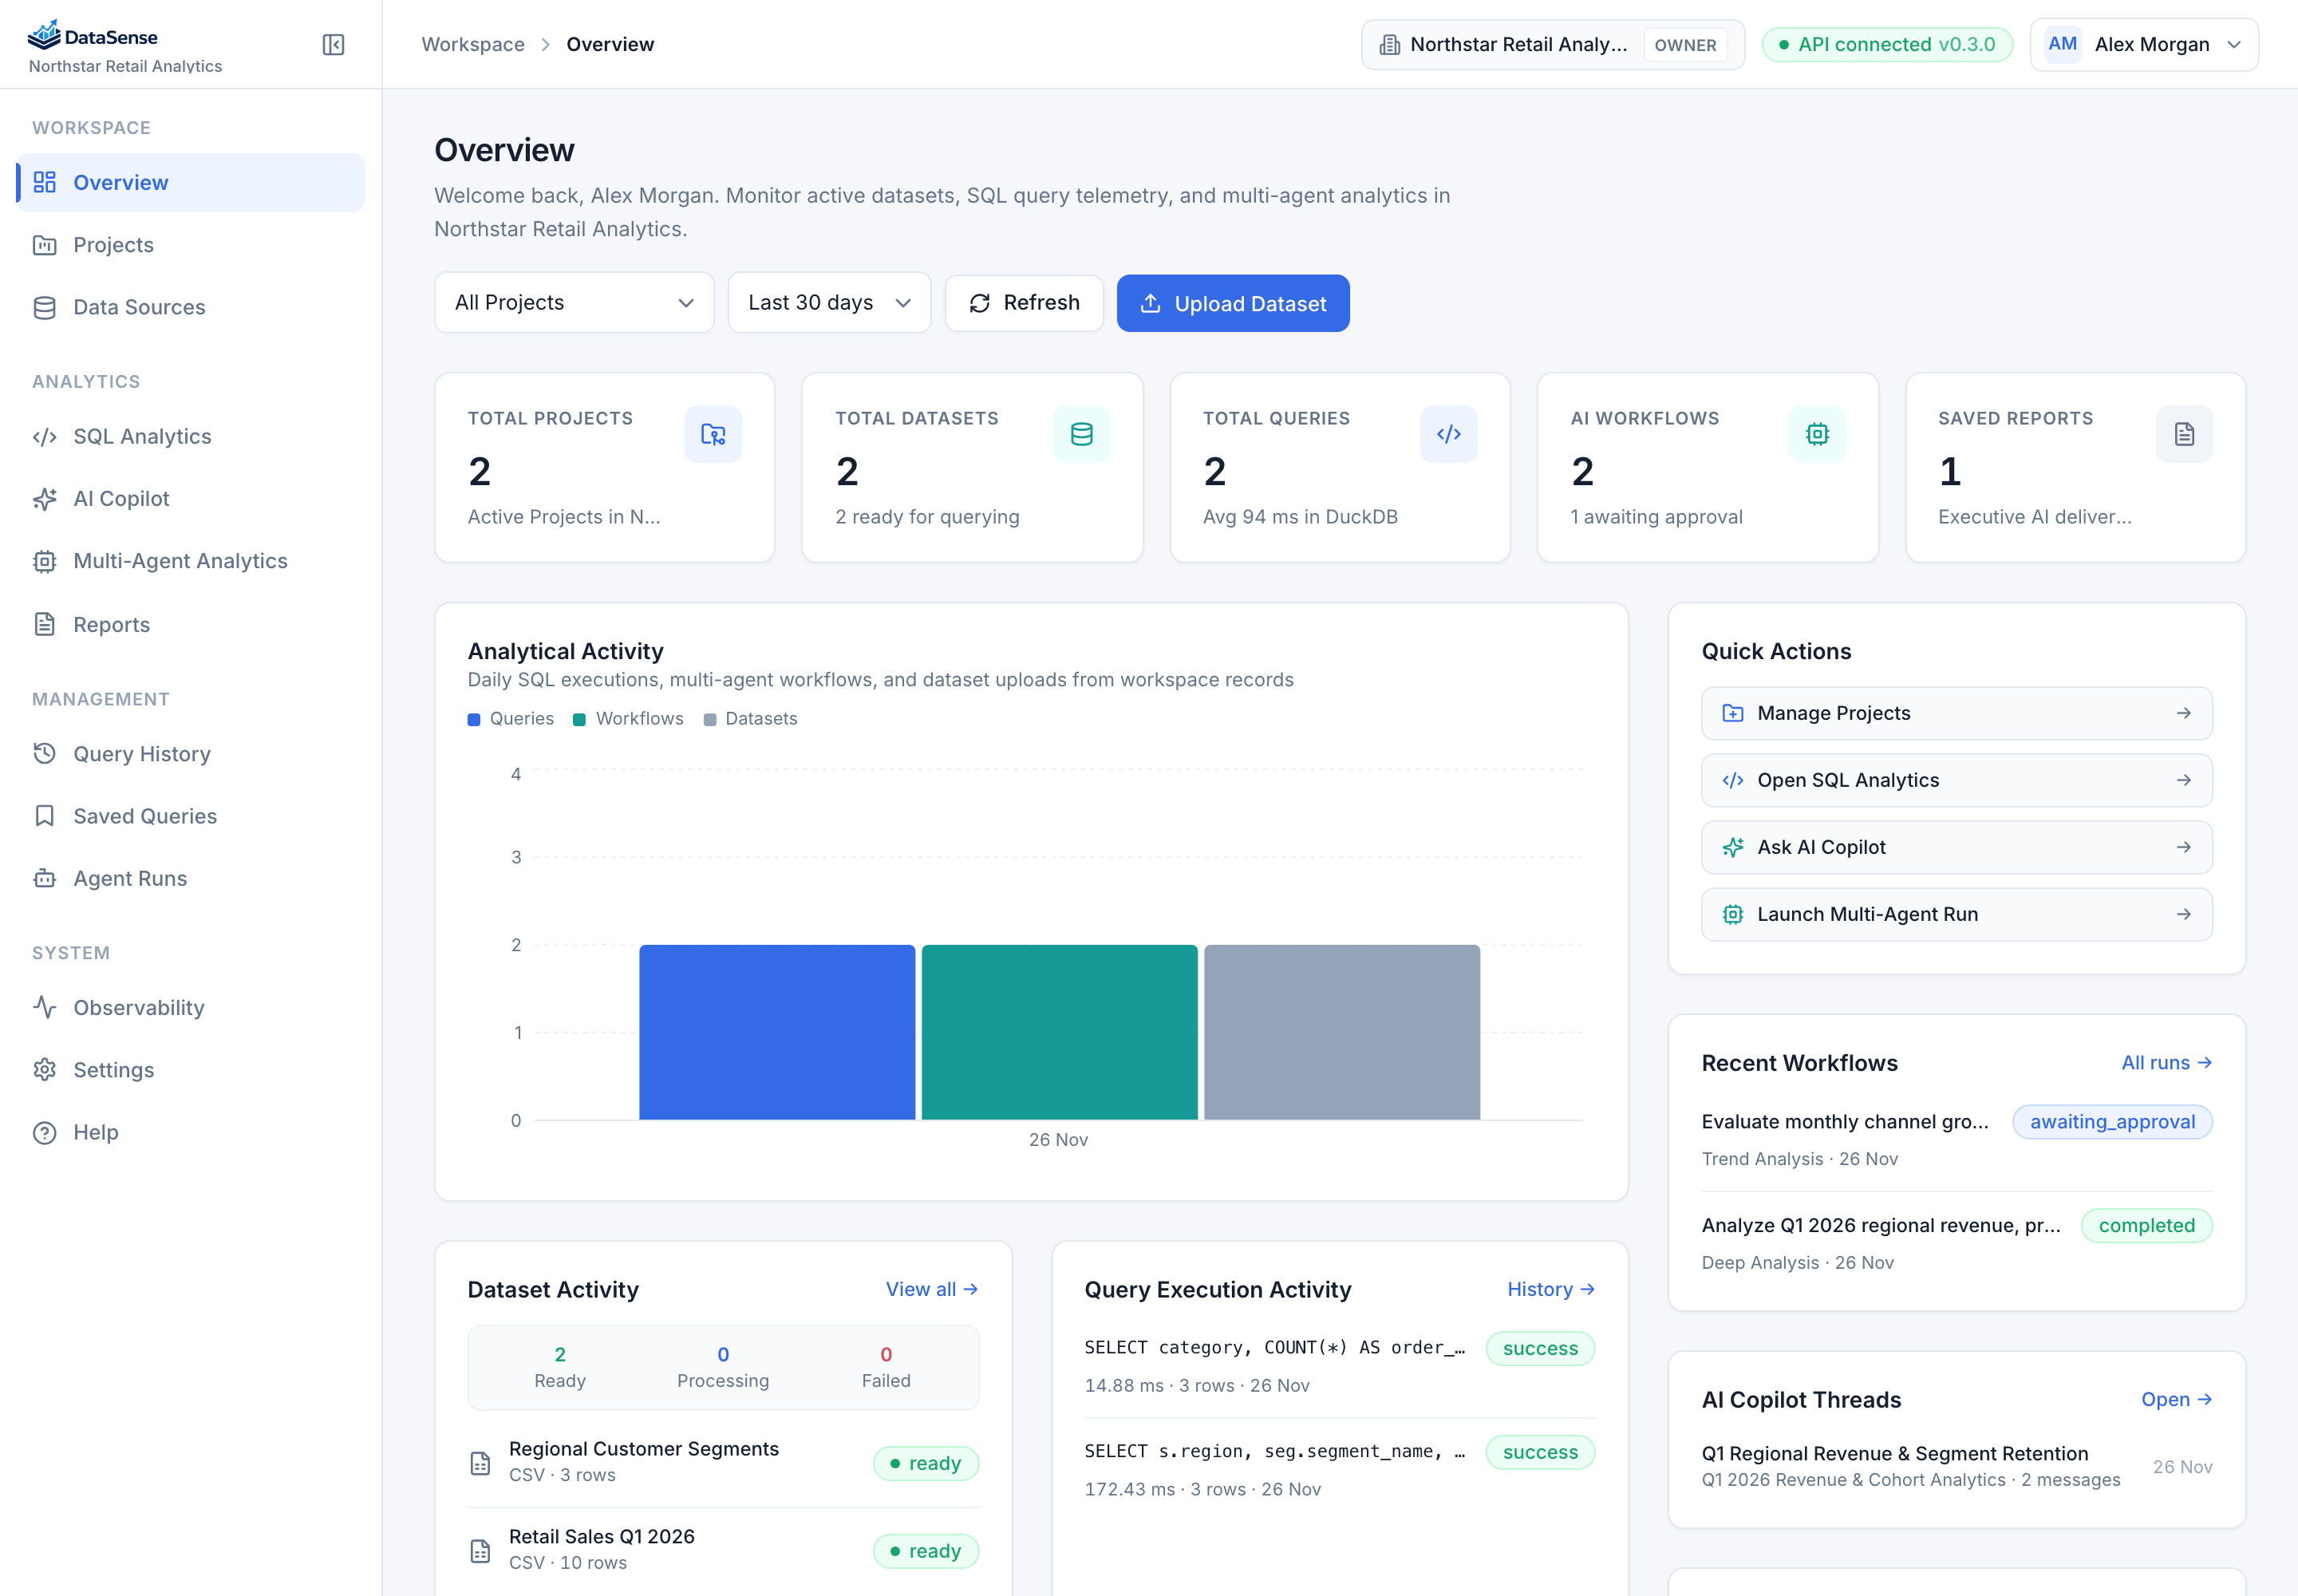 DataSense
Northstar Retail Analytics
WORKSPACE
Overview
Projects
Data Sources
ANALYTICS
SQL Analytics
AI Copilot
Multi-Agent Analytics
Reports
MANAGEMENT
Query History
Saved Queries
Agent Runs
SYSTEM
Observability
Settings
Help
Workspace > Overview
Northstar Retail Analy... OWNER
API connected v0.3.0
AM Alex Morgan
Overview
Welcome back, Alex Morgan. Monitor active datasets, SQL query telemetry, and multi-agent analytics in
Northstar Retail Analytics.
All Projects
Last 30 days
Refresh
Upload Dataset
TOTAL PROJECTS
2
Active Projects in N...
TOTAL DATASETS
2
2 ready for querying
TOTAL QUERIES
2
Avg 94 ms in DuckDB
AI WORKFLOWS
2
1 awaiting approval
SAVED REPORTS
1
Executive AI deliver...
Analytical Activity
Daily SQL executions, multi-agent workflows, and dataset uploads from workspace records
Queries Workflows Datasets
4
3
2
1
0
26 Nov
Quick Actions
Manage Projects
Open SQL Analytics
Ask AI Copilot
Launch Multi-Agent Run
Recent Workflows All runs →
Evaluate monthly channel gro... awaiting_approval
Trend Analysis · 26 Nov
Analyze Q1 2026 regional revenue, pr... completed
Deep Analysis · 26 Nov
Dataset Activity View all →
2 0 0
Ready Processing Failed
Regional Customer Segments
CSV · 3 rows
ready
Retail Sales Q1 2026
CSV · 10 rows
ready
Query Execution Activity History →
SELECT category, COUNT(*) AS order_… success
14.88 ms · 3 rows · 26 Nov
SELECT s.region, seg.segment_name, … success
172.43 ms · 3 rows · 26 Nov
AI Copilot Threads Open →
Q1 Regional Revenue & Segment Retention
Q1 2026 Revenue & Cohort Analytics · 2 messages
26 Nov